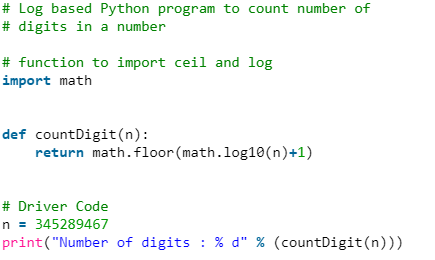 # Log based Python program to count number of
# digits in a number
# function to import ceil and log
import math
def countDigit(n):
    return math.floor(math.log10(n)+1)
# Driver Code
n = 345289467
print("Number of digits : % d" % (countDigit(n)))